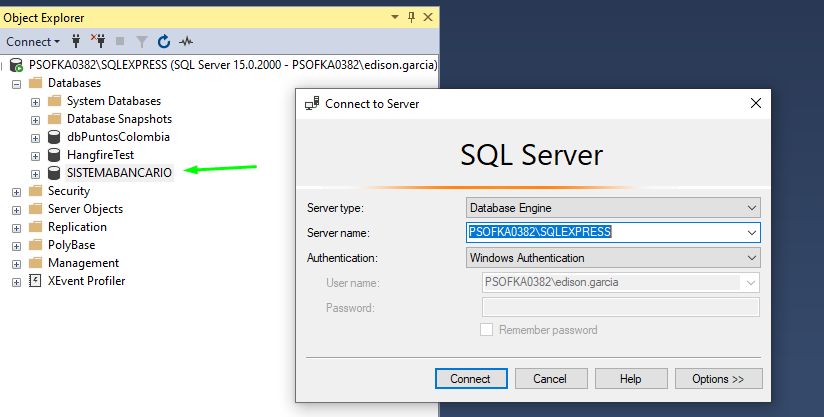 Object Explorer
Connect
PSOFKA0382\SQLEXPRESS (SQL Server 15.0.2000 - PSOFKA0382\edison.garcia)
Databases
System Databases
Database Snapshots
dbPuntosColombia
HangfireTest
SISTEMABANCARIO
Security
Server Objects
Replication
PolyBase
Management
XEvent Profiler
Connect to Server
SQL Server
Server type:
Database Engine
Server name:
PSOFKA0382\SQLEXPRESS
Authentication:
Windows Authentication
User name:
PSOFKA0382\edison.garcia
Password:
Remember password
Connect
Cancel
Help
Options >>